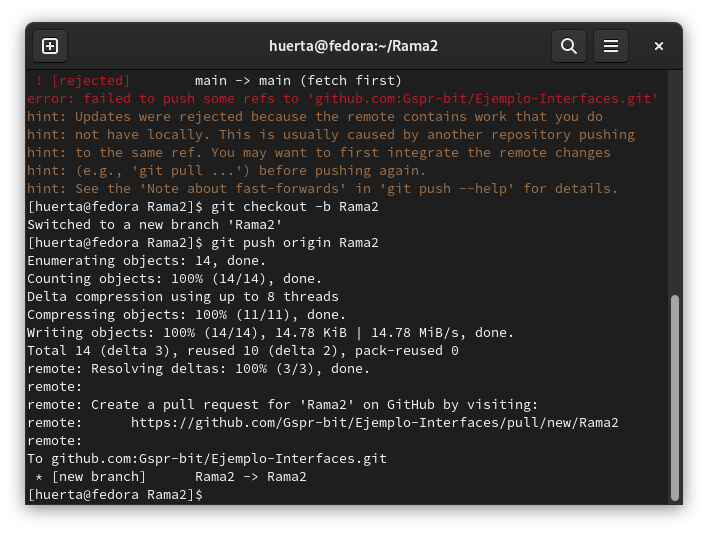 huerta@fedora:~/Rama2
 ! [rejected]        main -> main (fetch first)
error: failed to push some refs to 'github.com:Gspr-bit/Ejemplo-Interfaces.git'
hint: Updates were rejected because the remote contains work that you do
hint: not have locally. This is usually caused by another repository pushing
hint: to the same ref. You may want to first integrate the remote changes
hint: (e.g., 'git pull ...') before pushing again.
hint: See the 'Note about fast-forwards' in 'git push --help' for details.
[huerta@fedora Rama2]$ git checkout -b Rama2
Switched to a new branch 'Rama2'
[huerta@fedora Rama2]$ git push origin Rama2
Enumerating objects: 14, done.
Counting objects: 100% (14/14), done.
Delta compression using up to 8 threads
Compressing objects: 100% (11/11), done.
Writing objects: 100% (14/14), 14.78 KiB | 14.78 MiB/s, done.
Total 14 (delta 3), reused 10 (delta 2), pack-reused 0
remote: Resolving deltas: 100% (3/3), done.
remote:
remote: Create a pull request for 'Rama2' on GitHub by visiting:
remote:      https://github.com/Gspr-bit/Ejemplo-Interfaces/pull/new/Rama2
remote:
To github.com:Gspr-bit/Ejemplo-Interfaces.git
 * [new branch]      Rama2 -> Rama2
[huerta@fedora Rama2]$